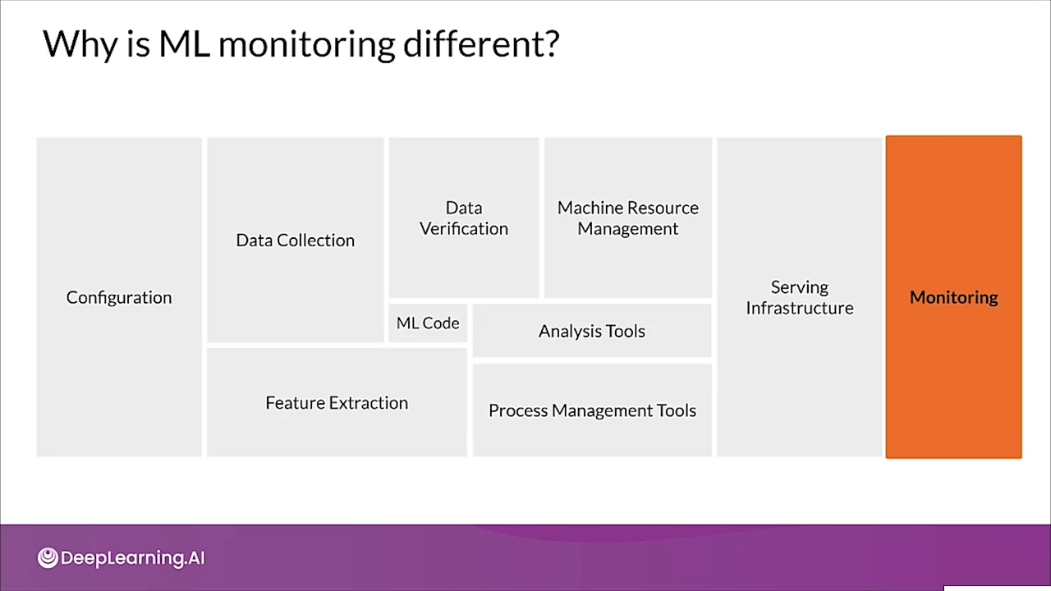 Why is ML monitoring different?
Configuration
Data Collection
Data
Verification
Machine Resource
Management
ML Code
Analysis Tools
Feature Extraction
Process Management Tools
Serving
Infrastructure
Monitoring
DeepLearning.AI